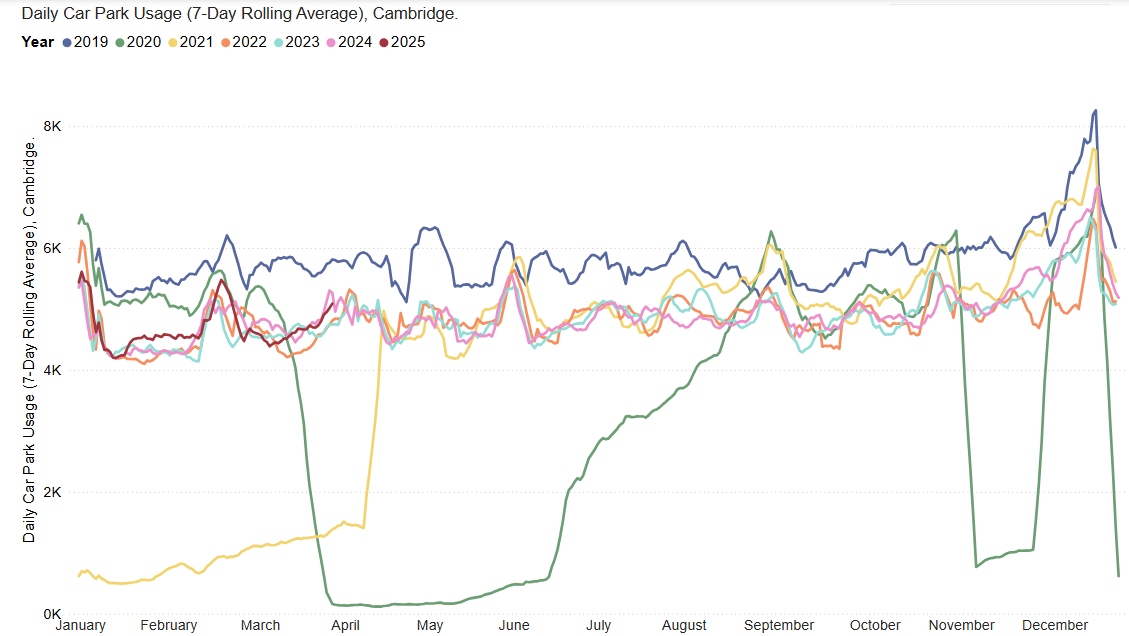 Daily Car Park Usage (7-Day Rolling Average), Cambridge.
Year 2019 2020 2021 2022 2023 2024 2025
Daily Car Park Usage (7-Day Rolling Average), Cambridge.
8K
6K
4K
2K
0K
January February March April May June July August September October November December